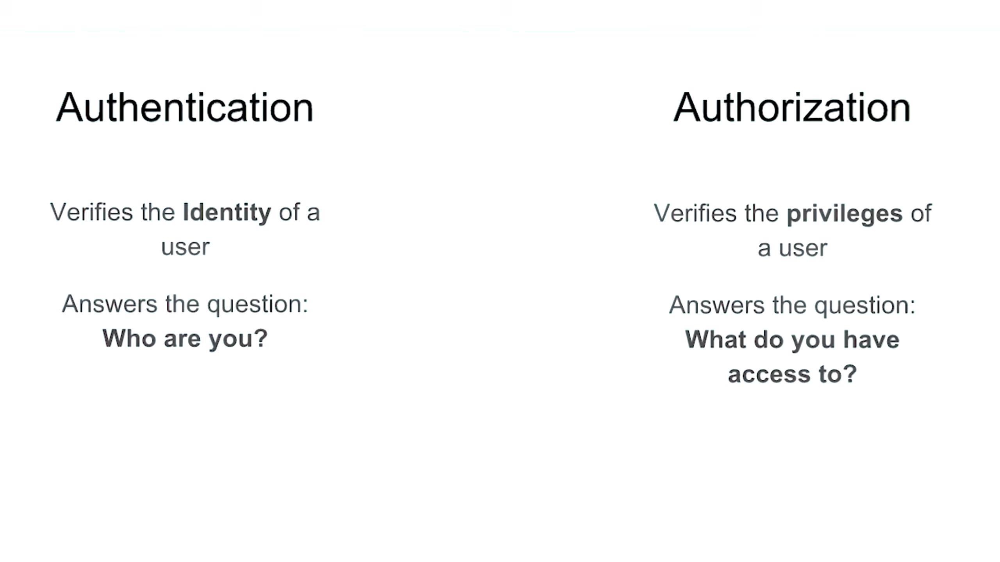 Authentication
Verifies the Identity of a
user
Answers the question:
Who are you?
Authorization
Verifies the privileges of
a user
Answers the question:
What do you have
access to?